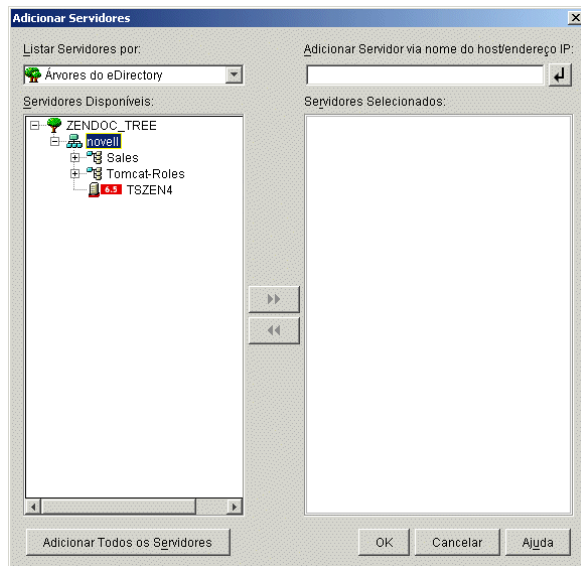 Adicionar Servidores
Listar Servidores por:
Adicionar Servidor via nome do host/endereço IP:
Árvores do eDirectory
Servidores Disponíveis:
Servidores Selecionados:
ZENDOC_TREE
novell
Sales
Tomcat-Roles
6.5 TSZEN4
Adicionar Todos os Servidores
OK
Cancelar
Ajuda